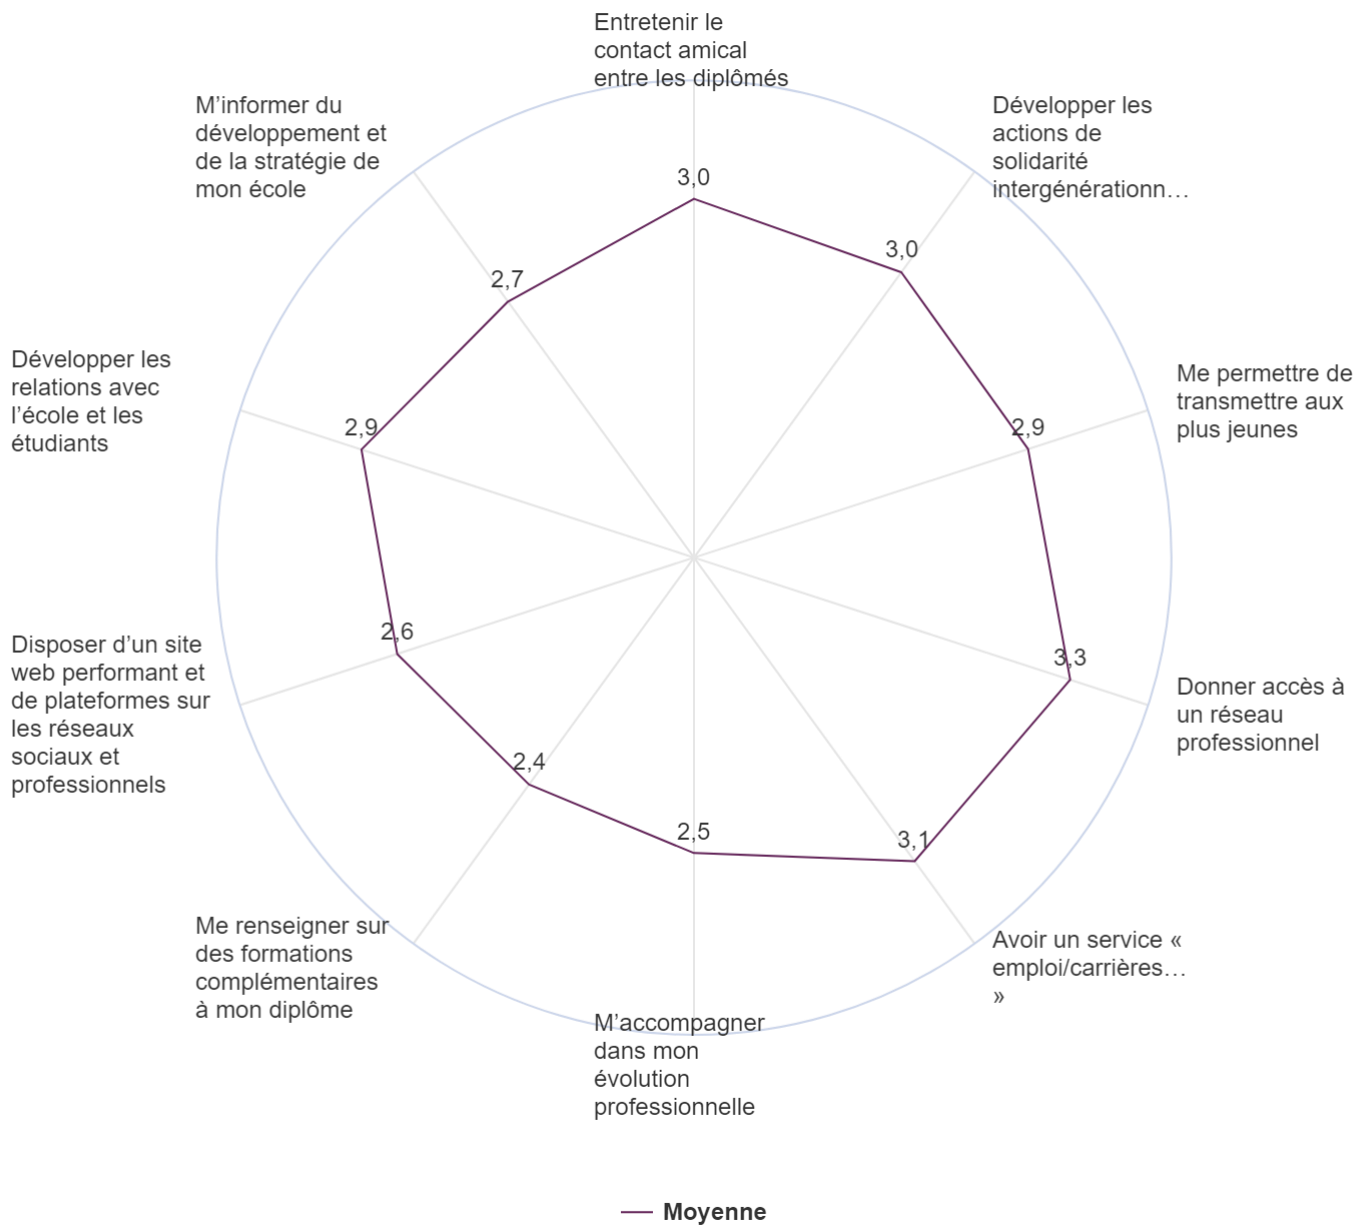 Entretenir le
contact amical
entre les diplômés
3,0
Développer les
actions de
solidarité
intergénérationn…
3,0
Me permettre de
transmettre aux
plus jeunes
2,9
Donner accès à
un réseau
professionnel
3,3
Avoir un service «
emploi/carrières…
»
3,1
M’accompagner
dans mon
évolution
professionnelle
2,5
Me renseigner sur
des formations
complémentaires
à mon diplôme
2,4
Disposer d’un site
web performant et
de plateformes sur
les réseaux
sociaux et
professionnels
2,6
Développer les
relations avec
l’école et les
étudiants
2,9
M’informer du
développement et
de la stratégie de
mon école
2,7
Moyenne